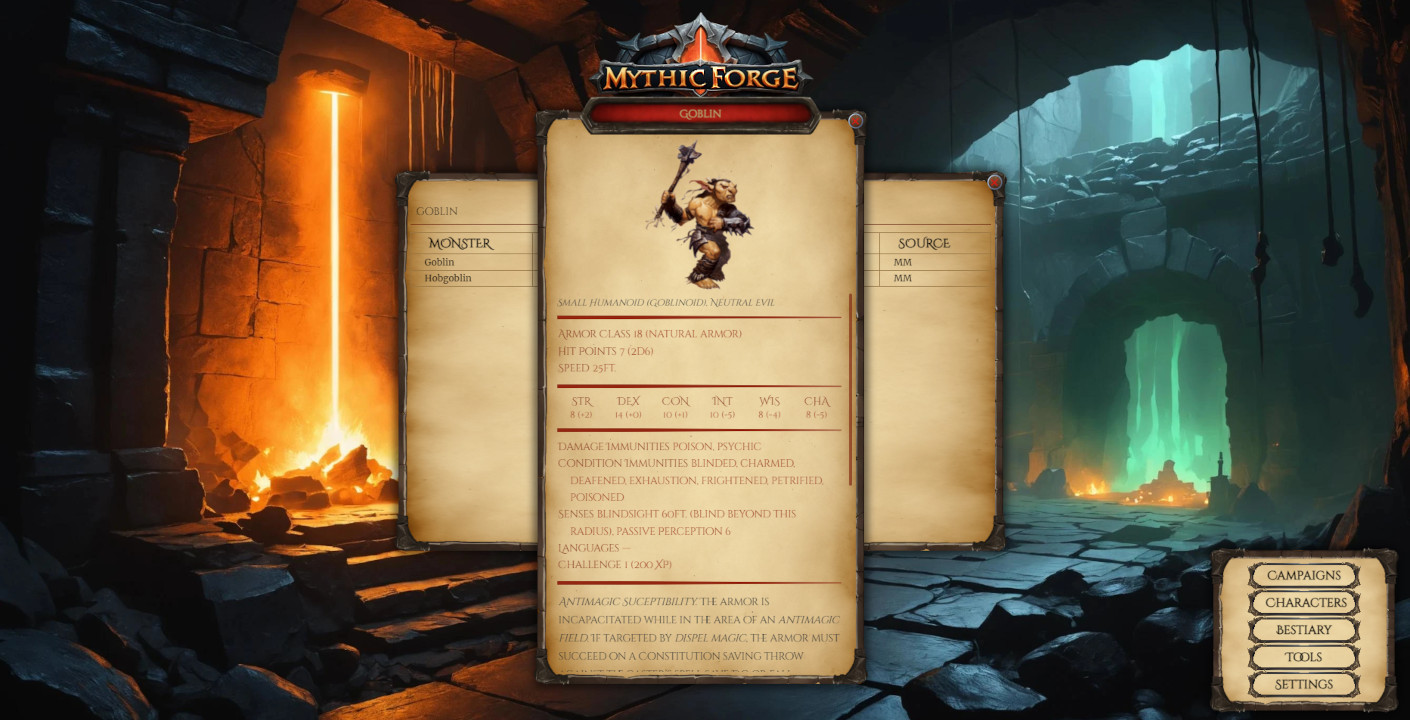 MYTHIC FORGE
GOBLIN
GOBLIN
MONSTER
SOURCE
Goblin
MM
Hobgoblin
MM
SMALL HUMANOID (GOBLINOID), NEUTRAL EVIL
ARMOR CLASS 18 (NATURAL ARMOR)
HIT POINTS 7 (2D6)
SPEED 25FT.
STR DEX CON INT WIS CHA
8 (+2) 14 (+0) 10 (+1) 10 (-5) 8 (-4) 8 (-5)
DAMAGE IMMUNITIES POISON, PSYCHIC
CONDITION IMMUNITIES BLINDED, CHARMED,
DEAFENED, EXHAUSTION, FRIGHTENED, PETRIFIED,
POISONED
SENSES BLINDSIGHT 60FT. (BLIND BEYOND THIS
RADIUS), PASSIVE PERCEPTION 6
LANGUAGES —
CHALLENGE 1 (200 XP)
ANTIMAGIC SUCEPTIBILITY. THE ARMOR IS
INCAPACITATED WHILE IN THE AREA OF AN ANTIMAGIC
FIELD. IF TARGETED BY DISPEL MAGIC, THE ARMOR MUST
SUCCEED ON A CONSTITUTION SAVING THROW
CAMPAIGNS
CHARACTERS
BESTIARY
TOOLS
SETTINGS